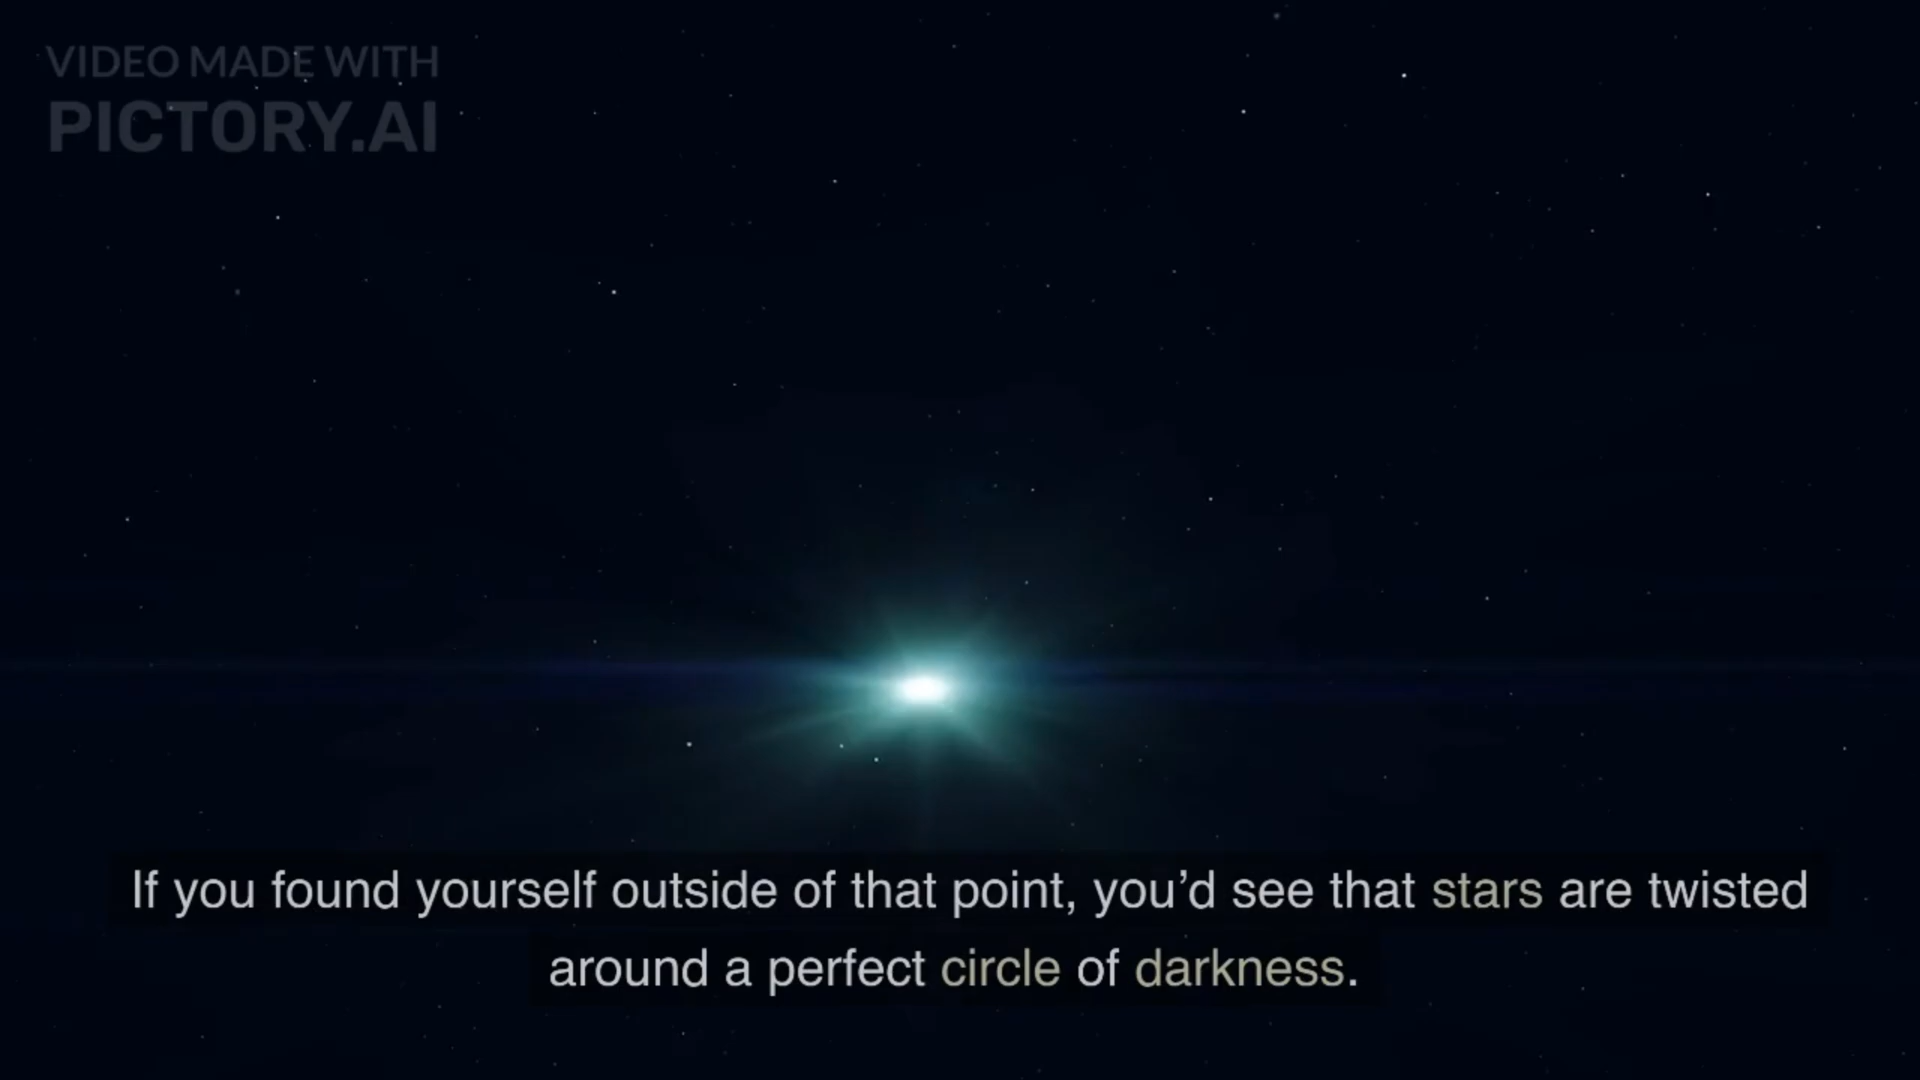 VIDEO MADE WITH
PICTORY.AI
If you found yourself outside of that point, you’d see that stars are twisted
around a perfect circle of darkness.